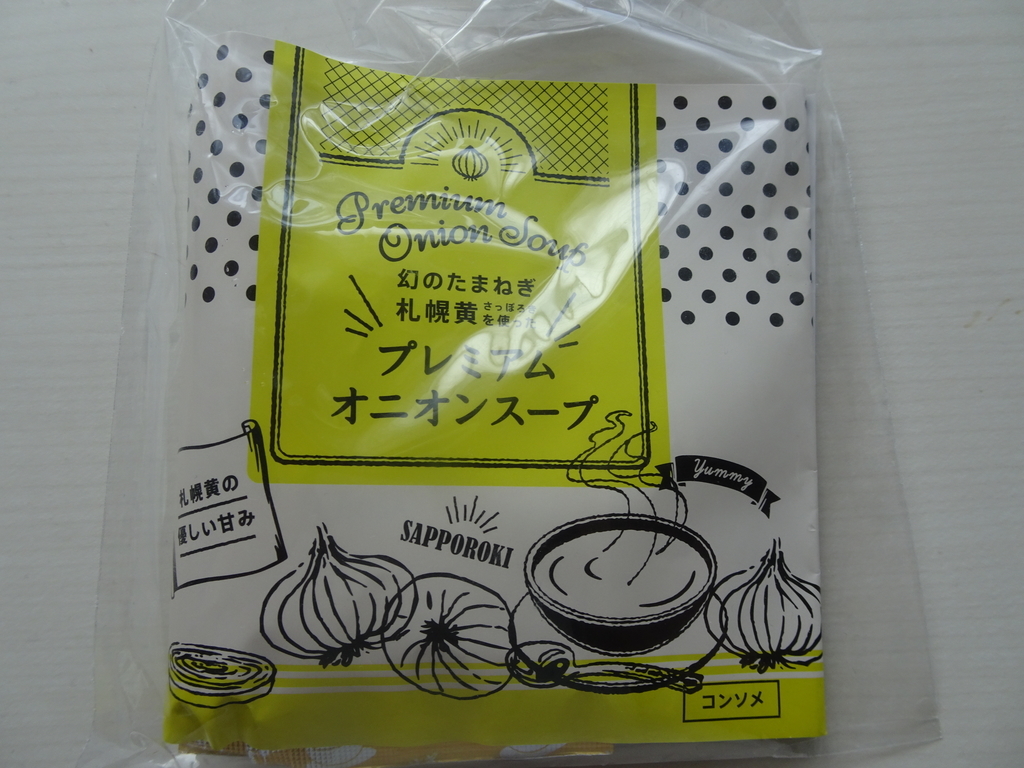 Premium
Onion Soup
幻のたまねぎ
札幌黄を使った
さっぽろき
プレミアム
オニオンスープ
Yummy
札幌黄の
優しい甘み
SAPPOROKI
コンソメ